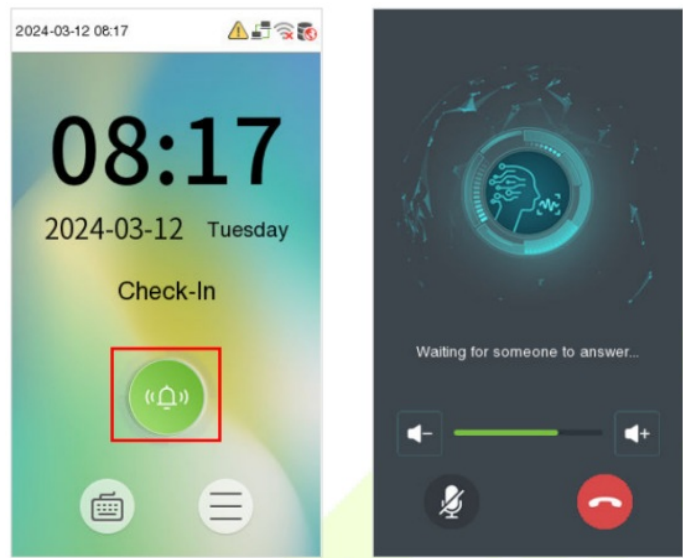 2024-03-12 08:17
08:17
2024-03-12 Tuesday
Check-In
Waiting for someone to answer...